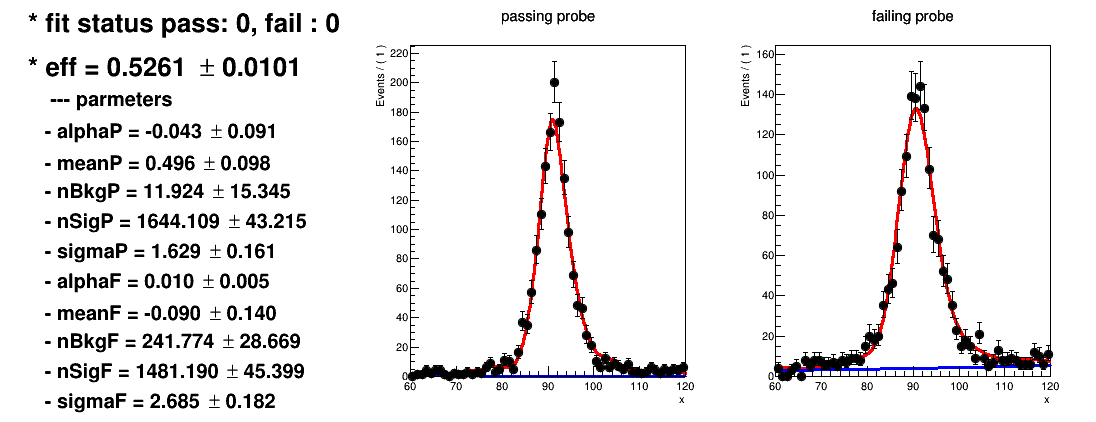 * fit status pass: 0, fail : 0
* eff = 0.5261 ± 0.0101
--- parmeters
- alphaP = -0.043 ± 0.091
- meanP = 0.496 ± 0.098
- nBkgP = 11.924 ± 15.345
- nSigP = 1644.109 ± 43.215
- sigmaP = 1.629 ± 0.161
- alphaF = 0.010 ± 0.005
- meanF = -0.090 ± 0.140
- nBkgF = 241.774 ± 28.669
- nSigF = 1481.190 ± 45.399
- sigmaF = 2.685 ± 0.182
passing probe
Events / ( 1 )
220
200
180
160
140
120
100
80
60
40
20
0
60 70 80 90 100 110 120
x
failing probe
Events / ( 1 )
160
140
120
100
80
60
40
20
0
60 70 80 90 100 110 120
x